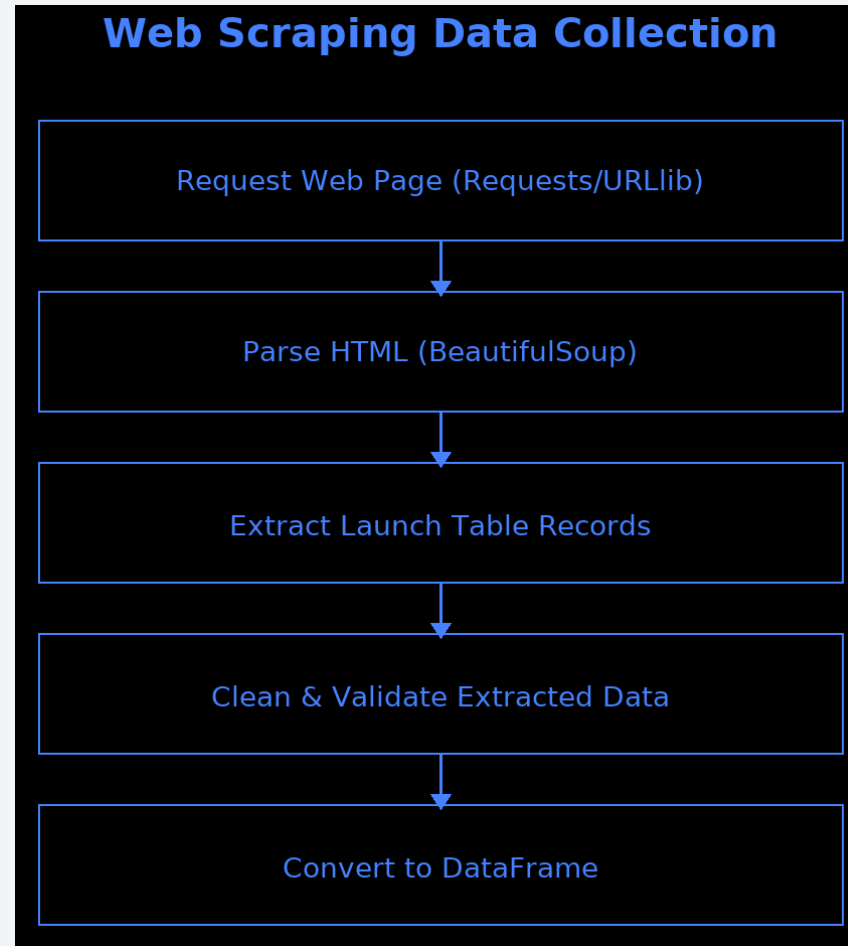 Web Scraping Data Collection
Request Web Page (Requests/URLlib)
Parse HTML (BeautifulSoup)
Extract Launch Table Records
Clean & Validate Extracted Data
Convert to DataFrame